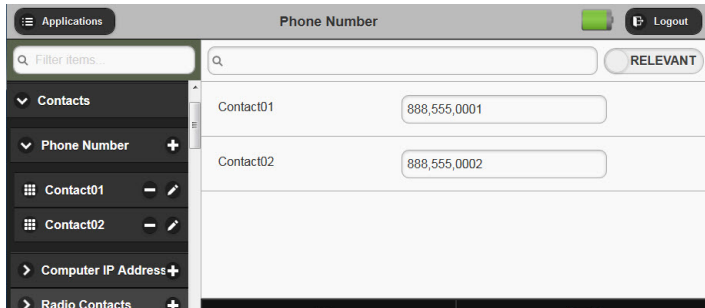 Applications
Phone Number
Logout
Filter items...
RELEVANT
Contacts
Phone Number
Contact01
Contact02
Computer IP Address
Radio Contacts
Contact01
888,555,0001
Contact02
888,555,0002